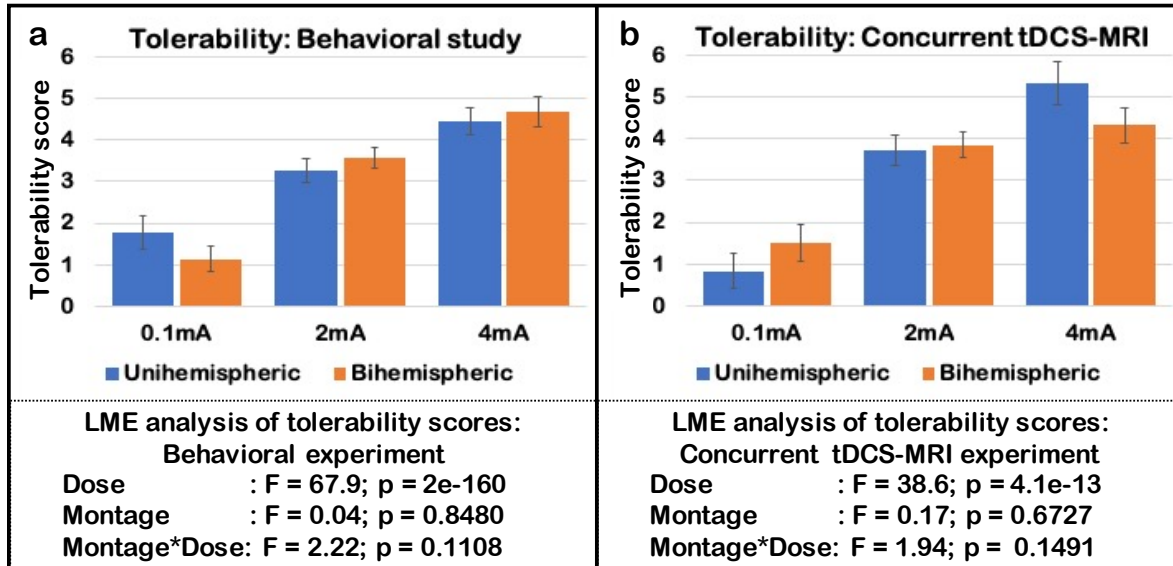 a Tolerability: Behavioral study
Tolerability score
6
5
4
3
2
1
0
0.1mA 2mA 4mA
Unihemispheric Bihemispheric
LME analysis of tolerability scores:
Behavioral experiment
Dose : F = 67.9; p = 2e-160
Montage : F = 0.04; p = 0.8480
Montage*Dose: F = 2.22; p = 0.1108
b Tolerability: Concurrent tDCS-MRI
Tolerability score
6
5
4
3
2
1
0
0.1mA 2mA 4mA
Unihemispheric Bihemispheric
LME analysis of tolerability scores:
Concurrent tDCS-MRI experiment
Dose : F = 38.6; p = 4.1e-13
Montage : F = 0.17; p = 0.6727
Montage*Dose: F = 1.94; p = 0.1491